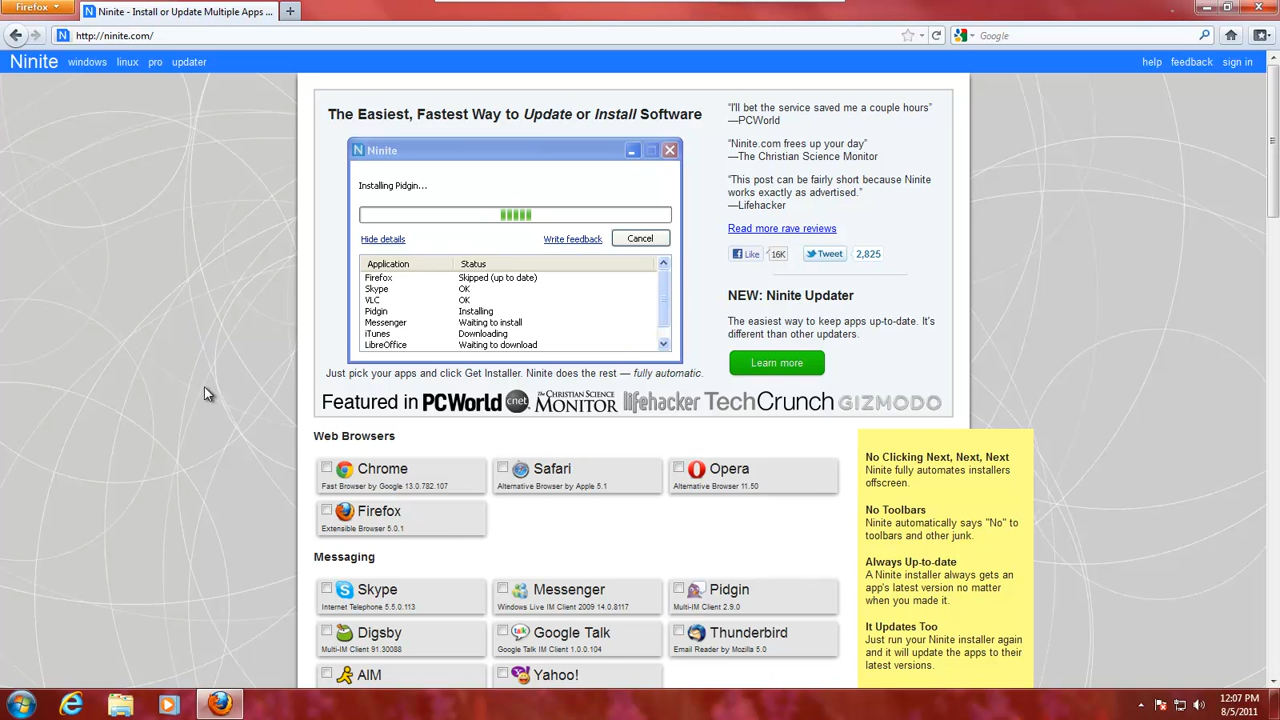 Firefox
Ninite - Install or Update Multiple Apps ...
http://ninite.com/
Google
Ninite windows linux pro updater
help feedback sign in
The Easiest, Fastest Way to Update or Install Software
Ninite
Installing Pidgin...
Hide details
Write feedback
Cancel
Application Status
Firefox Skipped (up to date)
Skype OK
VLC OK
Pidgin Installing
Messenger Waiting to install
iTunes Downloading
LibreOffice Waiting to download
Just pick your apps and click Get Installer. Ninite does the rest — fully automatic.
“I'll bet the service saved me a couple hours”
—PCWorld
“Ninite.com frees up your day”
—The Christian Science Monitor
“This post can be fairly short because Ninite
works exactly as advertised.”
—Lifehacker
Read more rave reviews
Like 16K Tweet 2,825
NEW: Ninite Updater
The easiest way to keep apps up-to-date. It's
different than other updaters.
Learn more
Featured in PCWorld cnet THE CHRISTIAN SCIENCE MONITOR lifehacker TechCrunch GIZMODO
Web Browsers
Chrome
Fast Browser by Google 13.0.782.107
Safari
Alternative Browser by Apple 5.1
Opera
Alternative Browser 11.50
Firefox
Extensible Browser 5.0.1
Messaging
Skype
Internet Telephone 5.5.0.113
Messenger
Windows Live IM Client 2009 14.0.8117
Pidgin
Multi-IM Client 2.9.0
Digsby
Multi-IM Client 91.30088
Google Talk
Google Talk IM Client 1.0.0.104
Thunderbird
Email Reader by Mozilla 5.0
AIM
Yahoo!
No Clicking Next, Next, Next
Ninite fully automates installers
offscreen.
No Toolbars
Ninite automatically says "No" to
toolbars and other junk.
Always Up-to-date
A Ninite installer always gets an
app's latest version no matter
when you made it.
It Updates Too
Just run your Ninite installer again
and it will update the apps to their
latest versions.
12:07 PM
8/5/2011